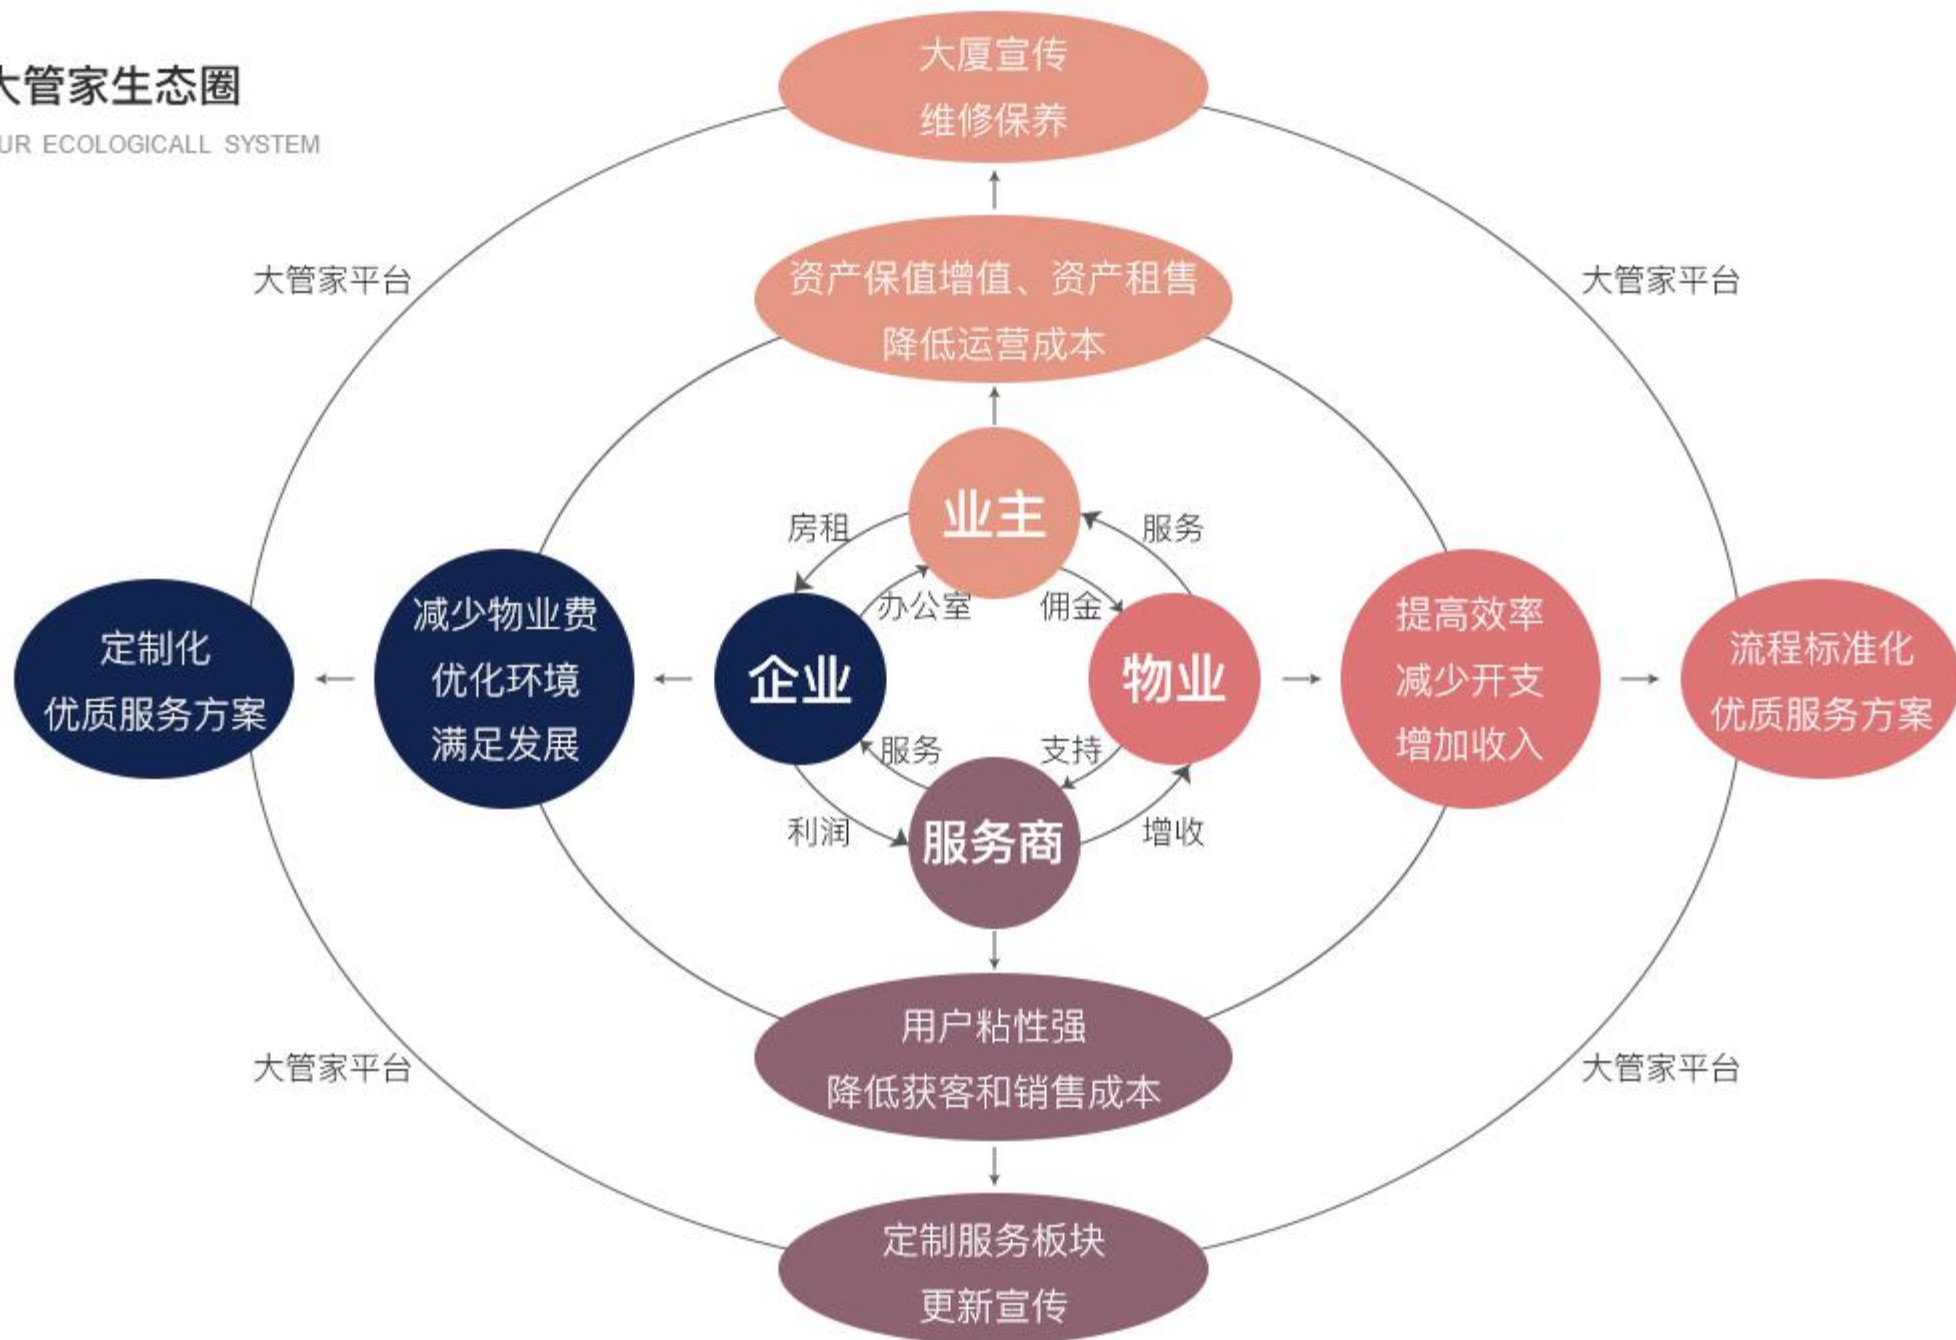 大管家生态圈
UR ECOLOGICALL SYSTEM
大厦宣传
维修保养
大管家平台
大管家平台
资产保值增值、资产租售
降低运营成本
业主
房租
服务
办公室
佣金
定制化
优质服务方案
减少物业费
优化环境
满足发展
企业
物业
提高效率
减少开支
增加收入
流程标准化
优质服务方案
服务
支持
利润
增收
服务商
用户粘性强
降低获客和销售成本
大管家平台
大管家平台
定制服务板块
更新宣传